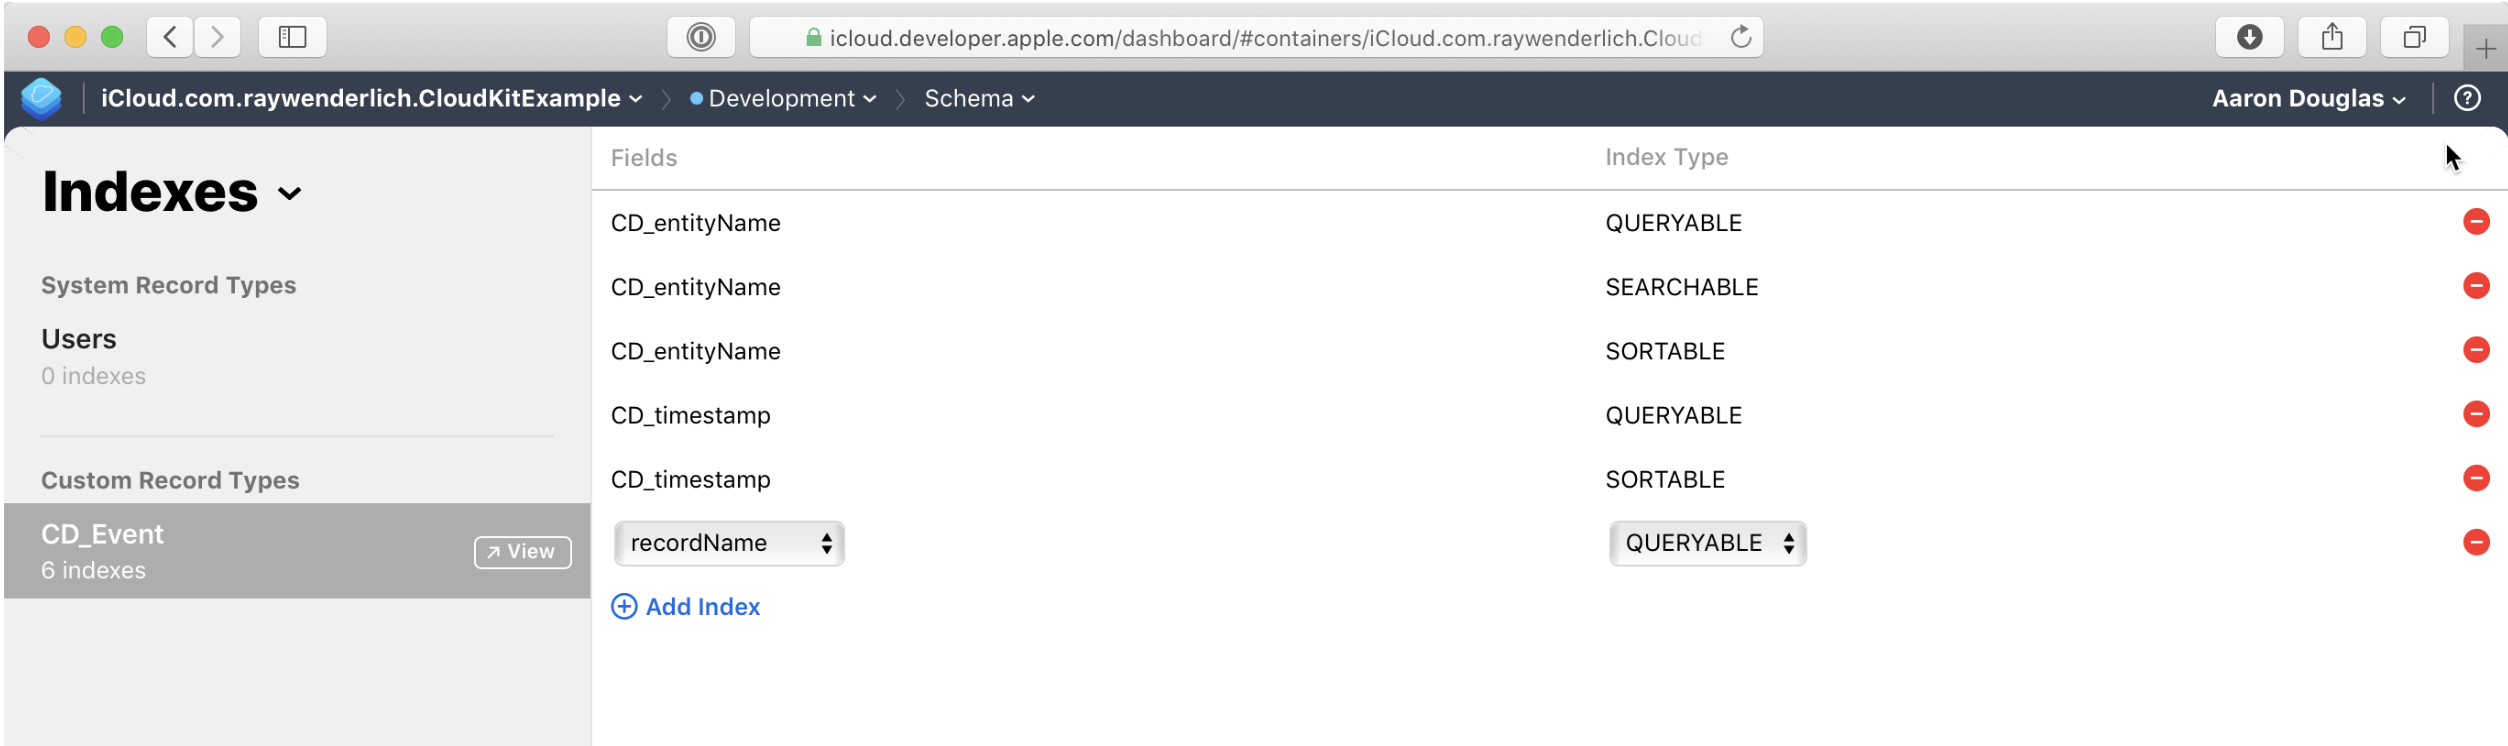 icloud.developer.apple.com/dashboard/#containers/iCloud.com.raywenderlich.Cloud
iCloud.com.raywenderlich.CloudKitExample
Development
Schema
Aaron Douglas
?
Indexes
System Record Types
Users
0 indexes
Custom Record Types
CD_Event
6 indexes
View
Fields Index Type
CD_entityName QUERYABLE
CD_entityName SEARCHABLE
CD_entityName SORTABLE
CD_timestamp QUERYABLE
CD_timestamp SORTABLE
recordName QUERYABLE
Add Index